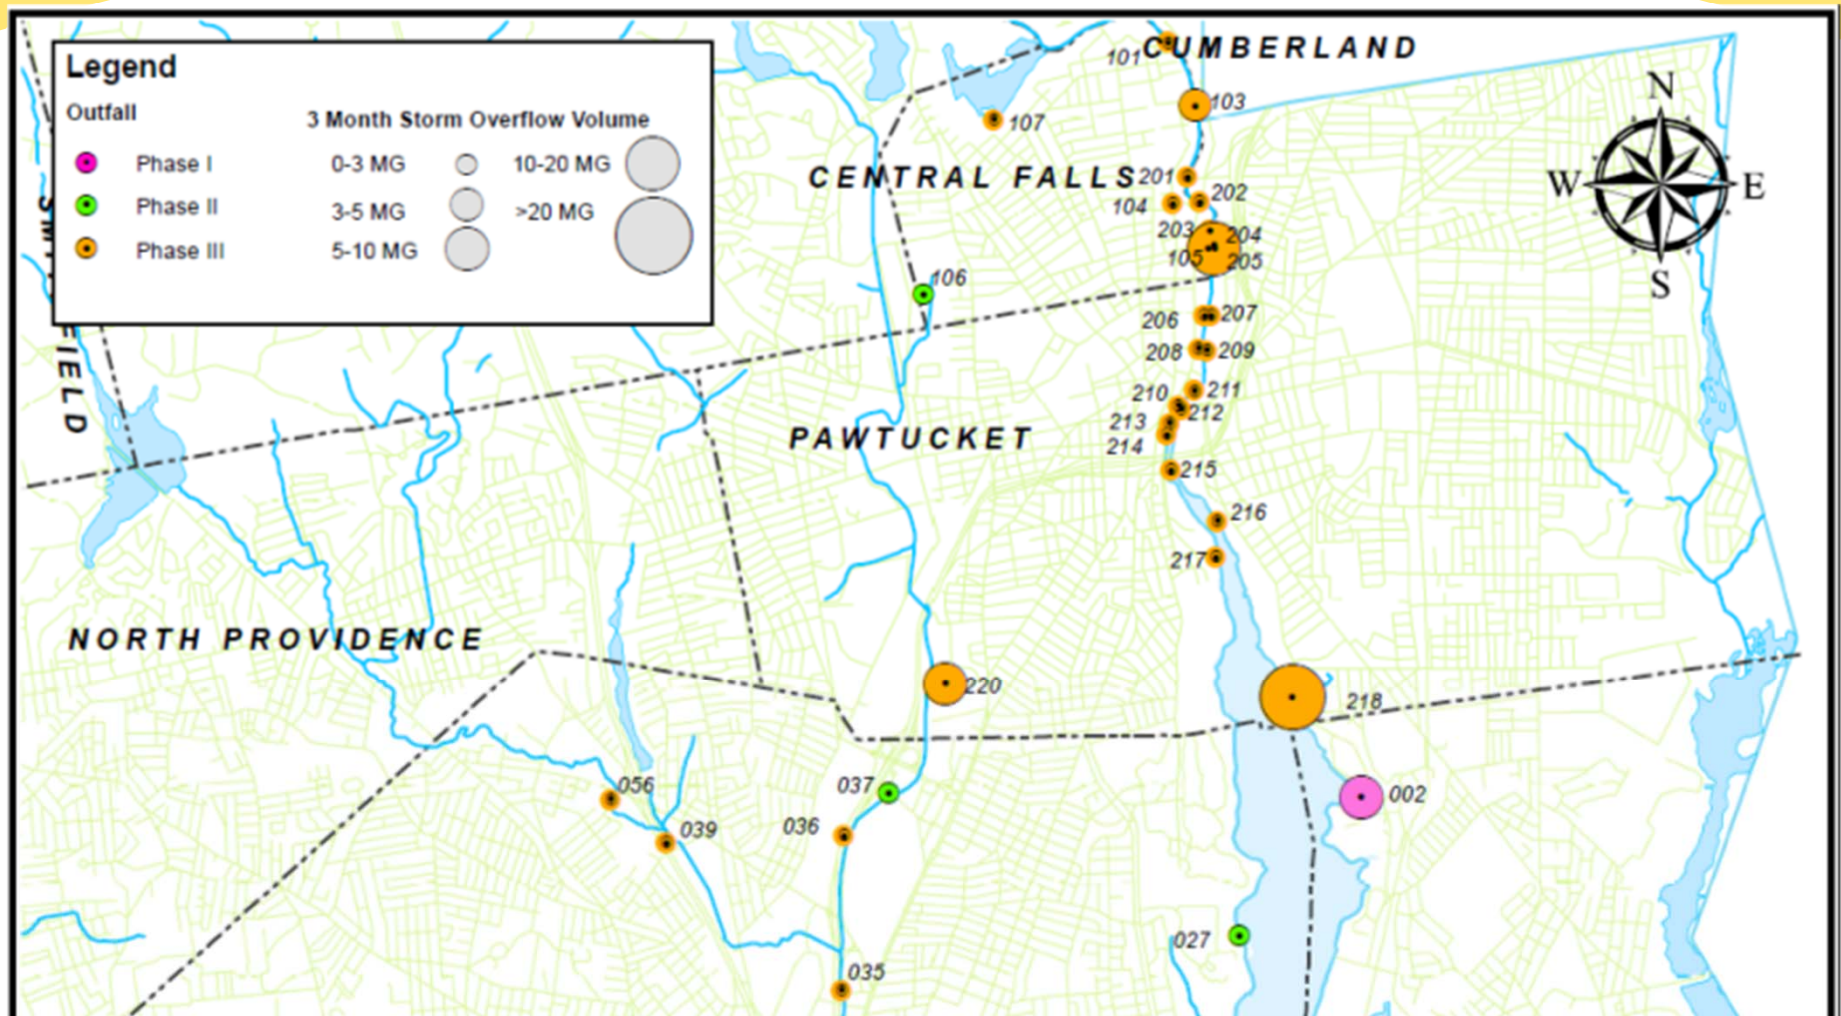 Legend
Outfall
3 Month Storm Overflow Volume
Phase I
0-3 MG
10-20 MG
Phase II
3-5 MG
>20 MG
Phase III
5-10 MG
CUMBERLAND
101
103
107
N
W
E
S
CENTRAL FALLS
201
202
104
203
204
105
205
106
206
207
208
209
210
211
212
213
214
PAWTUCKET
215
216
217
FIELD
NORTH PROVIDENCE
220
218
056
037
002
039
036
027
035